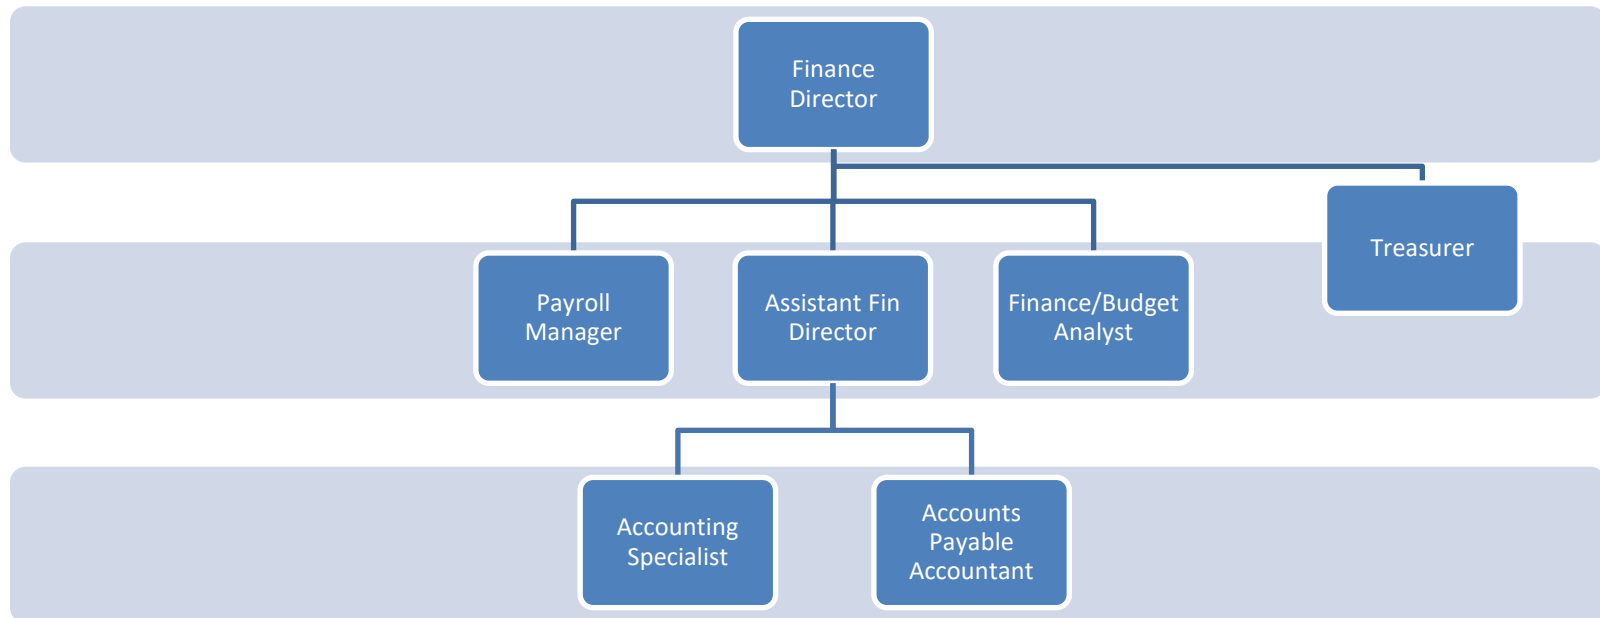 Finance
Director
Treasurer
Payroll
Manager
Assistant Fin
Director
Finance/Budget
Analyst
Accounting
Specialist
Accounts
Payable
Accountant